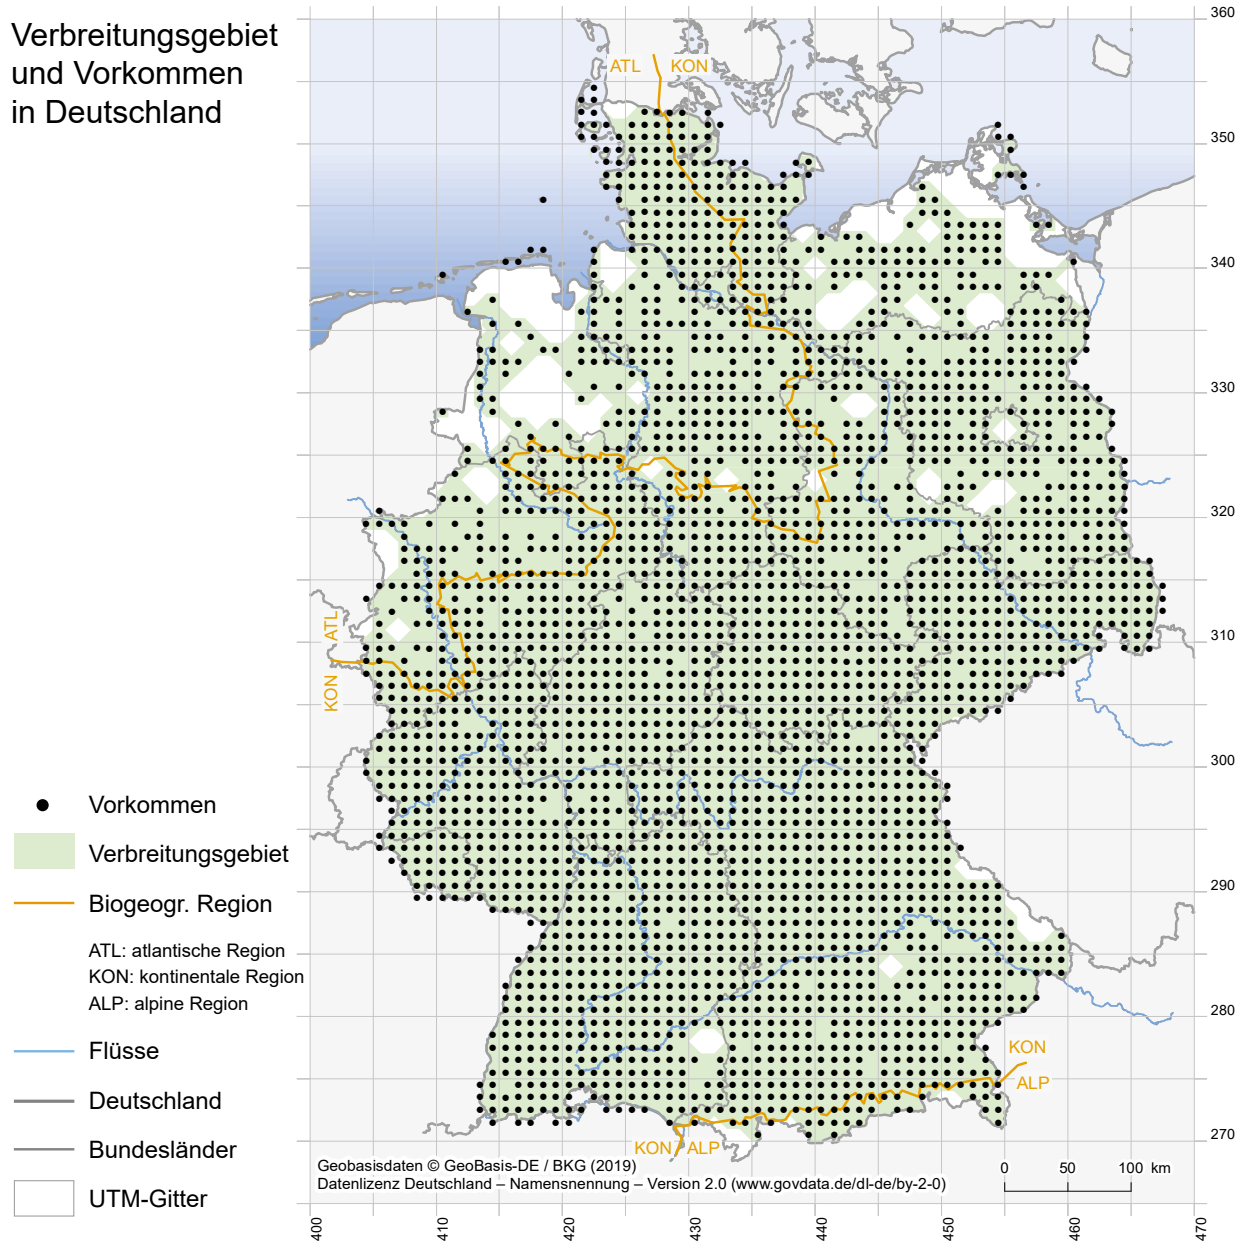 Verbreitungsgebiet
und Vorkommen
in Deutschland
ATL KON
360
350
340
330
320
310
300
290
280
270
ATL
KON
Vorkommen
Verbreitungsgebiet
Biogeogr. Region
ATL: atlantische Region
KON: kontinentale Region
ALP: alpine Region
Flüsse
Deutschland
Bundesländer
UTM-Gitter
KON
ALP
KON ALP
Geobasisdaten © GeoBasis-DE / BKG (2019)
Datenlizenz Deutschland – Namensnennung – Version 2.0 (www.govdata.de/dl-de/by-2-0)
0 50 100 km
400 410 420 430 440 450 460 470